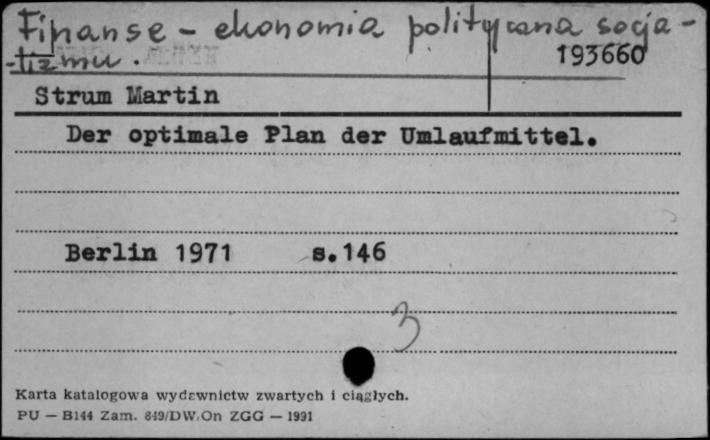 Finanse - ekonomia polityczna socja-
-lizmu.
193660
Strum Martin
Der optimale Plan der Umlaufmittel.
Berlin 1971 s.146
3
Karta katalogowa wydawnictw zwartych i ciągłych.
PU — B144 Zam. 849/DW/On ZGG — 1991